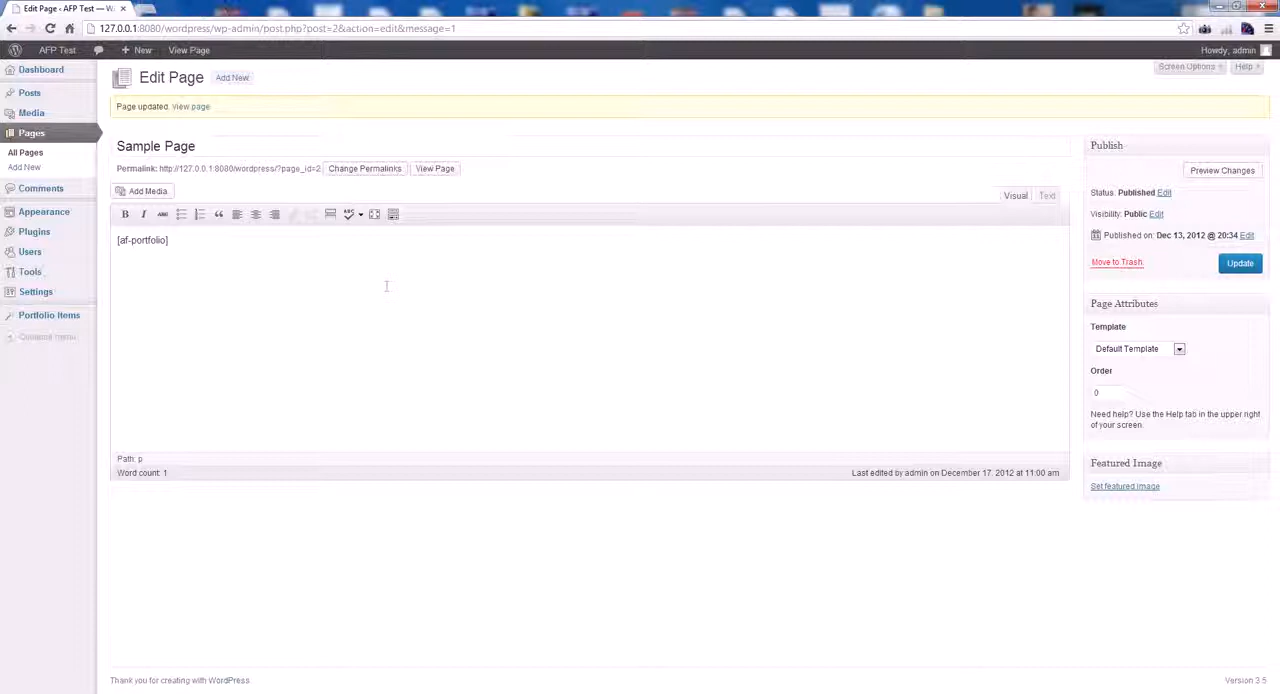 Edit Page ‹ AFP Test — W
127.0.0.1:8080/wordpress/wp-admin/post.php?post=2&action=edit&message=1
AFP Test
New
View Page
Howdy, admin
Dashboard
Posts
Media
Pages
All Pages
Add New
Comments
Appearance
Plugins
Users
Tools
Settings
Portfolio Items
Collapse menu
Edit Page
Add New
Screen Options
Help
Page updated. View page
Sample Page
Permalink: http://127.0.0.1:8080/wordpress/?page_id=2
Change Permalinks
View Page
Add Media
Visual
Text
B I ABC
[af-portfolio]
Path: p
Word count: 1
Last edited by admin on December 17, 2012 at 11:00 am
Publish
Preview Changes
Status: Published Edit
Visibility: Public Edit
Published on: Dec 13, 2012 @ 20:34 Edit
Move to Trash
Update
Page Attributes
Template
Default Template
Order
0
Need help? Use the Help tab in the upper right
of your screen.
Featured Image
Set featured image
Thank you for creating with WordPress
Version 3.5